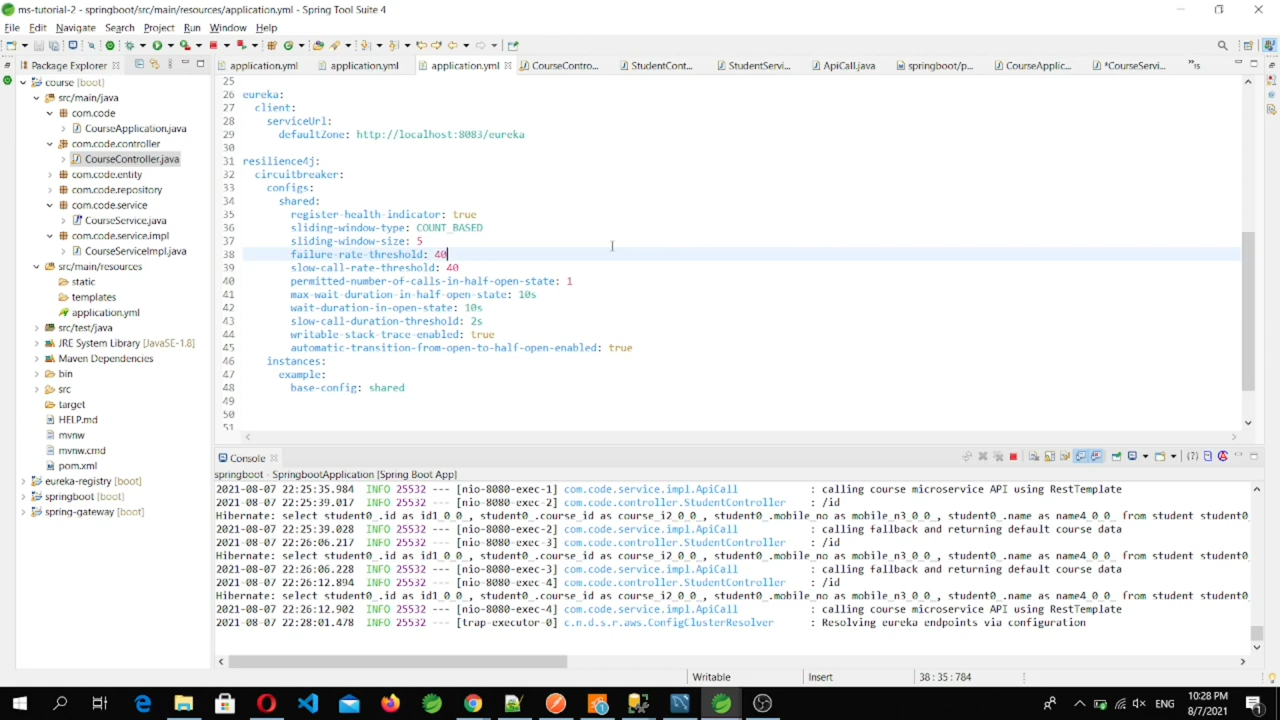 ms-tutorial-2 - springboot/src/main/resources/application.yml - Spring Tool Suite 4
File Edit Navigate Search Project Run Window Help
Package Explorer
application.yml
application.yml
application.yml
CourseContro...
StudentCont...
StudentServi...
ApiCall.java
springboot/p...
CourseApplic...
*CourseServi...
»15
course [boot]
src/main/java
com.code
CourseApplication.java
com.code.controller
CourseController.java
com.code.entity
com.code.repository
com.code.service
CourseService.java
com.code.service.impl
CourseServiceImpl.java
src/main/resources
static
templates
application.yml
src/test/java
JRE System Library [JavaSE-1.8]
Maven Dependencies
bin
src
target
HELP.md
mvnw
mvnw.cmd
pom.xml
eureka-registry [boot]
springboot [boot]
spring-gateway [boot]
25
26 eureka:
27 client:
28 serviceUrl:
29 defaultZone: http://localhost:8083/eureka
30
31 resilience4j:
32 circuitbreaker:
33 configs:
34 shared:
35 register-health-indicator: true
36 sliding-window-type: COUNT_BASED
37 sliding-window-size: 5
38 failure-rate-threshold: 40
39 slow-call-rate-threshold: 40
40 permitted-number-of-calls-in-half-open-state: 1
41 max-wait-duration-in-half-open-state: 10s
42 wait-duration-in-open-state: 10s
43 slow-call-duration-threshold: 2s
44 writable-stack-trace-enabled: true
45 automatic-transition-from-open-to-half-open-enabled: true
46 instances:
47 example:
48 base-config: shared
49
50
51
Console
springboot - SpringbootApplication [Spring Boot App]
2021-08-07 22:25:35.984 INFO 25532 --- [nio-8080-exec-1] com.code.service.impl.ApiCall : calling course microservice API using RestTemplate
2021-08-07 22:25:39.017 INFO 25532 --- [nio-8080-exec-2] com.code.controller.StudentController : /id
Hibernate: select student0_.id as id1_0_0_, student0_.course_id as course_i2_0_0_, student0_.mobile_no as mobile_n3_0_0_, student0_.name as name4_0_0_ from student student0_
2021-08-07 22:25:39.028 INFO 25532 --- [nio-8080-exec-2] com.code.service.impl.ApiCall : calling fallback and returning default course data
2021-08-07 22:26:06.217 INFO 25532 --- [nio-8080-exec-3] com.code.controller.StudentController : /id
Hibernate: select student0_.id as id1_0_0_, student0_.course_id as course_i2_0_0_, student0_.mobile_no as mobile_n3_0_0_, student0_.name as name4_0_0_ from student student0_
2021-08-07 22:26:06.228 INFO 25532 --- [nio-8080-exec-3] com.code.service.impl.ApiCall : calling fallback and returning default course data
2021-08-07 22:26:12.894 INFO 25532 --- [nio-8080-exec-4] com.code.controller.StudentController : /id
Hibernate: select student0_.id as id1_0_0_, student0_.course_id as course_i2_0_0_, student0_.mobile_no as mobile_n3_0_0_, student0_.name as name4_0_0_ from student student0_
2021-08-07 22:26:12.902 INFO 25532 --- [nio-8080-exec-4] com.code.service.impl.ApiCall : calling course microservice API using RestTemplate
2021-08-07 22:28:01.478 INFO 25532 --- [trap-executor-0] c.n.d.s.r.aws.ConfigClusterResolver : Resolving eureka endpoints via configuration
Writable Insert 38 : 35 : 784
ENG
10:28 PM
8/7/2021